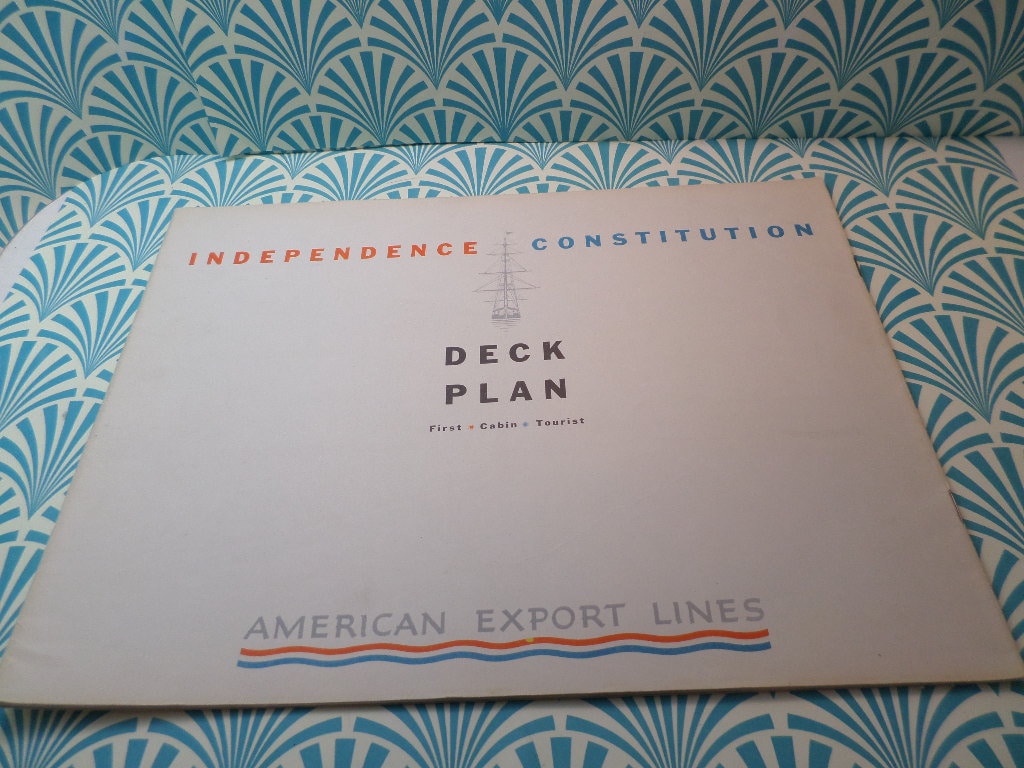 INDEPENDENCE CONSTITUTION
DECK
PLAN
First • Cabin • Tourist
AMERICAN EXPORT LINES